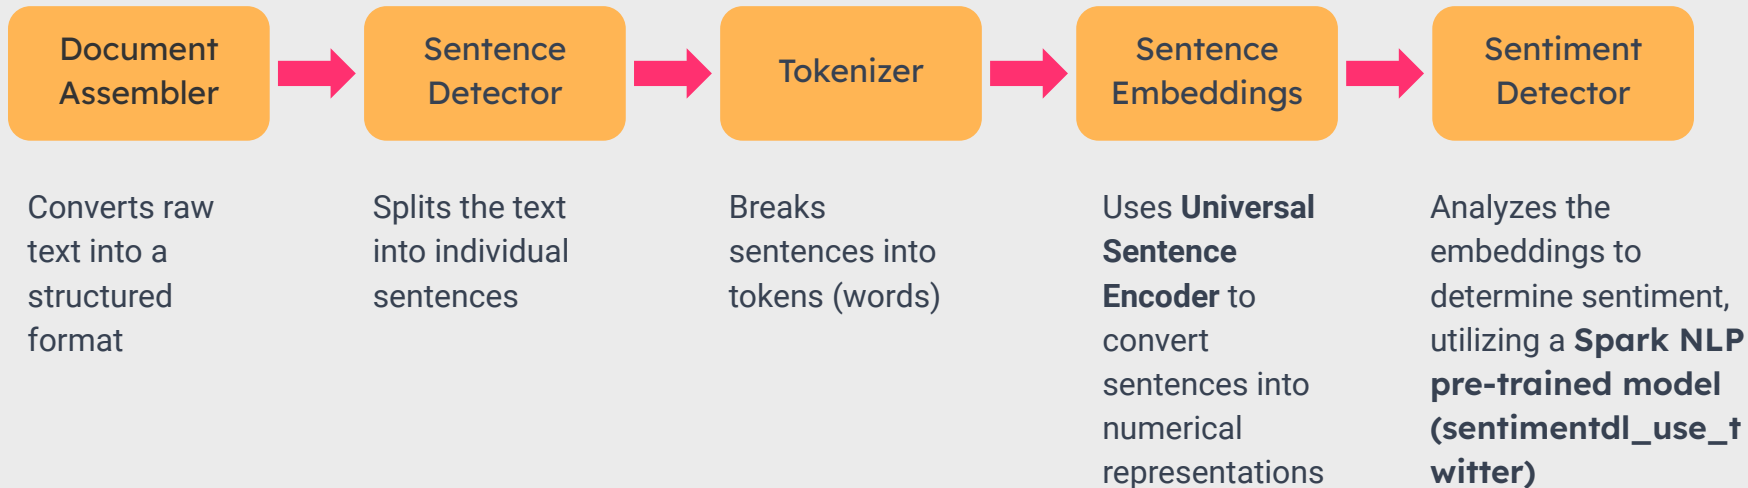 Document
Assembler
Sentence
Detector
Tokenizer
Sentence
Embeddings
Sentiment
Detector
Converts raw
text into a
structured
format
Splits the text
into individual
sentences
Breaks
sentences into
tokens (words)
Uses Universal
Sentence
Encoder to
convert
sentences into
numerical
representations
Analyzes the
embeddings to
determine sentiment,
utilizing a Spark NLP
pre-trained model
(sentimentdl_use_t
witter)